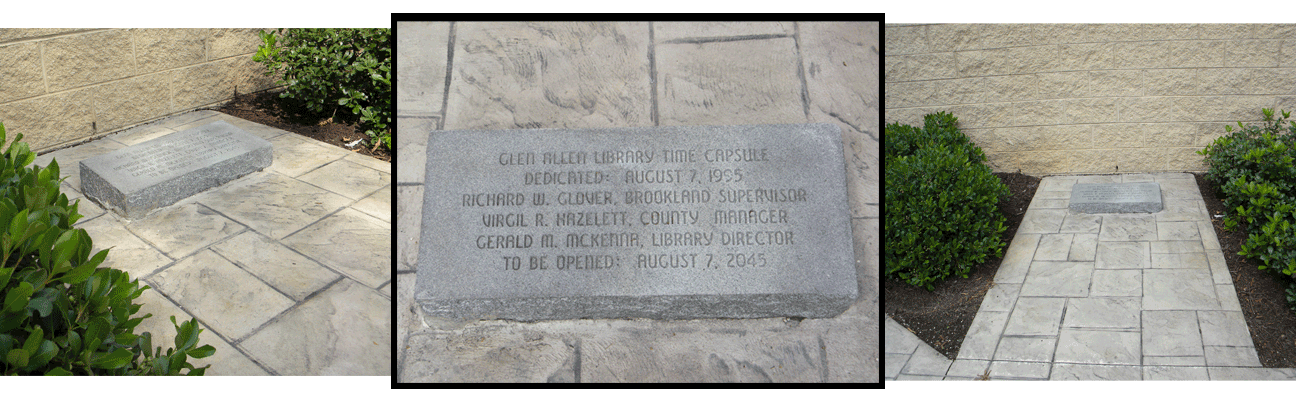 GLEN ALLEN LIBRARY TIME CAPSULE
DEDICATED: AUGUST 7, 1995
RICHARD W. GLOVER, BROOKLAND SUPERVISOR
VIRGIL R. HAZELETT, COUNTY MANAGER
GERALD M. MCKENNA, LIBRARY DIRECTOR
TO BE OPENED: AUGUST 7, 2045